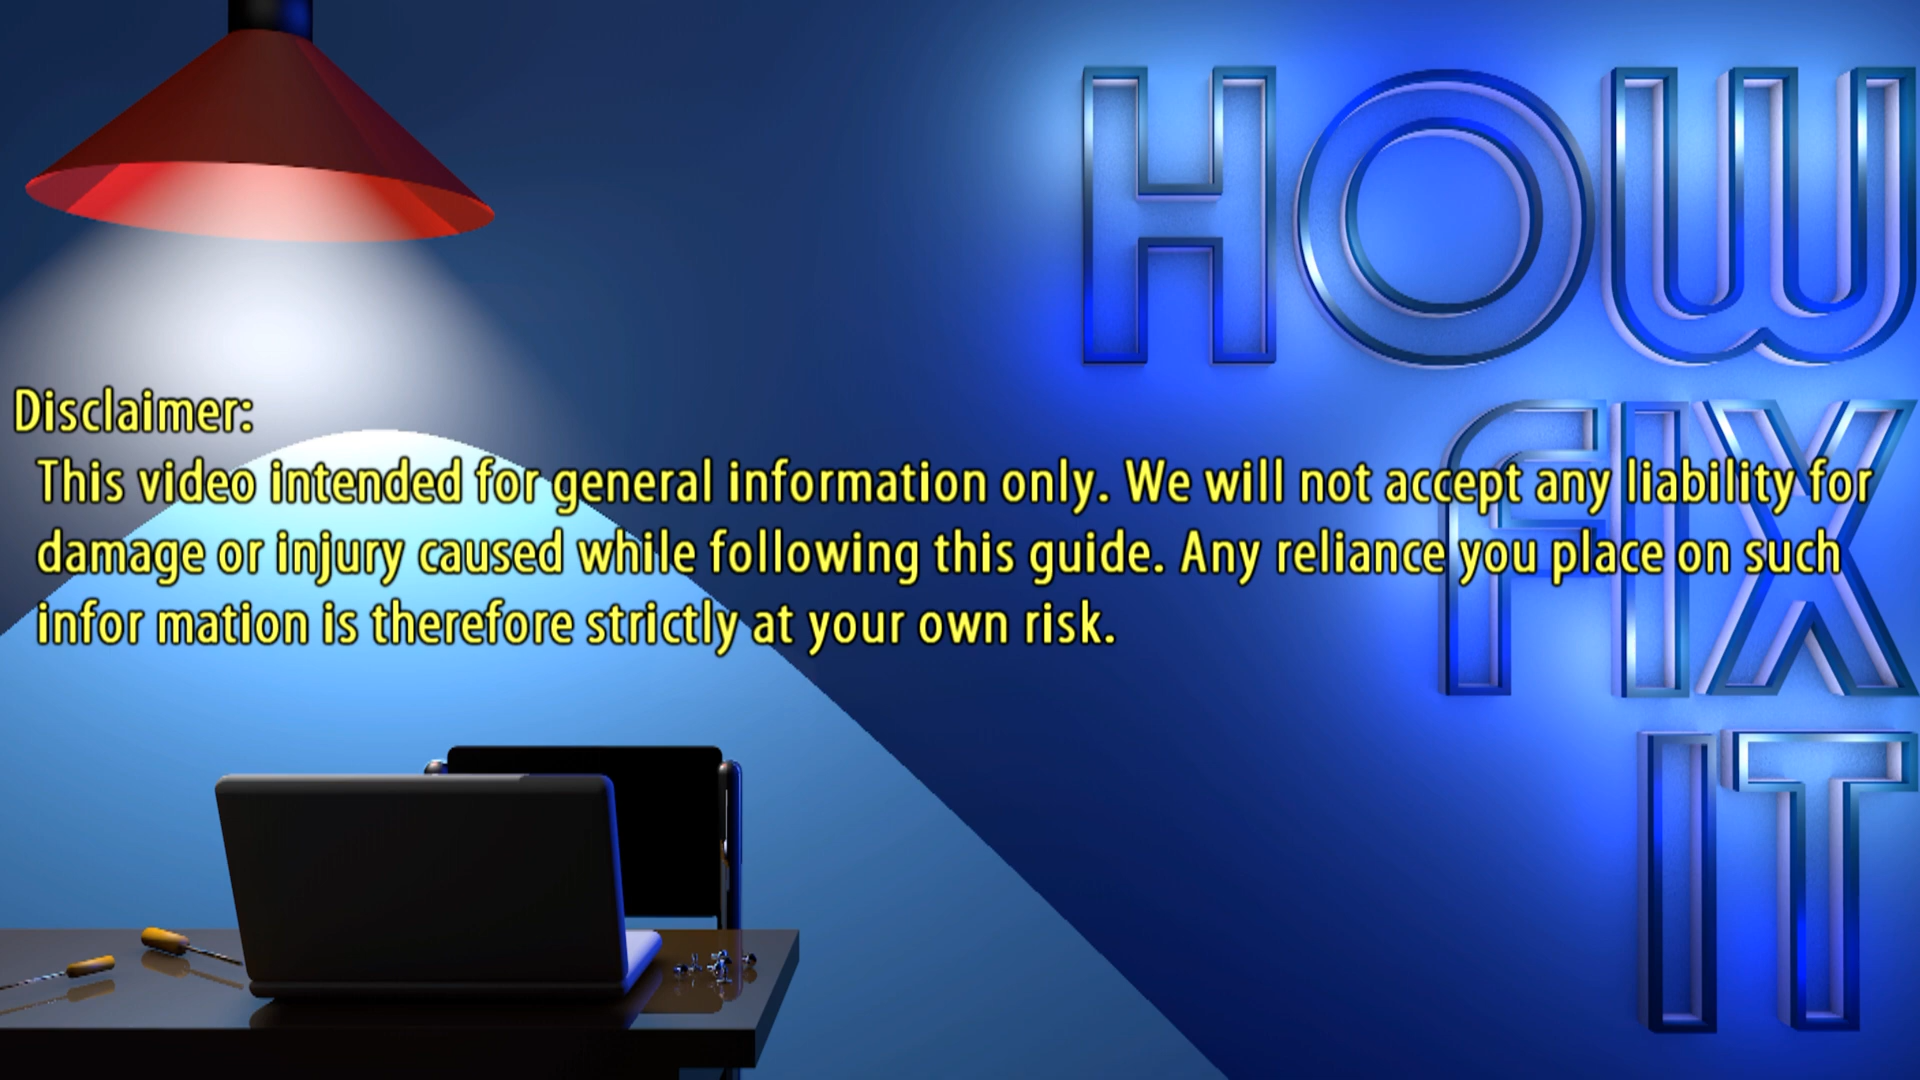 HOW
FIX
IT
Disclaimer:
This video intended for general information only. We will not accept any liability for
damage or injury caused while following this guide. Any reliance you place on such
infor mation is therefore strictly at your own risk.